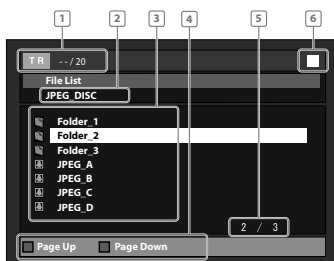 1 2 3 4 5 6
TR --/20
File List
JPEG_DISC
Folder_1
Folder_2
Folder_3
JPEG_A
JPEG_B
JPEG_C
JPEG_D
2 / 3
Page Up Page Down